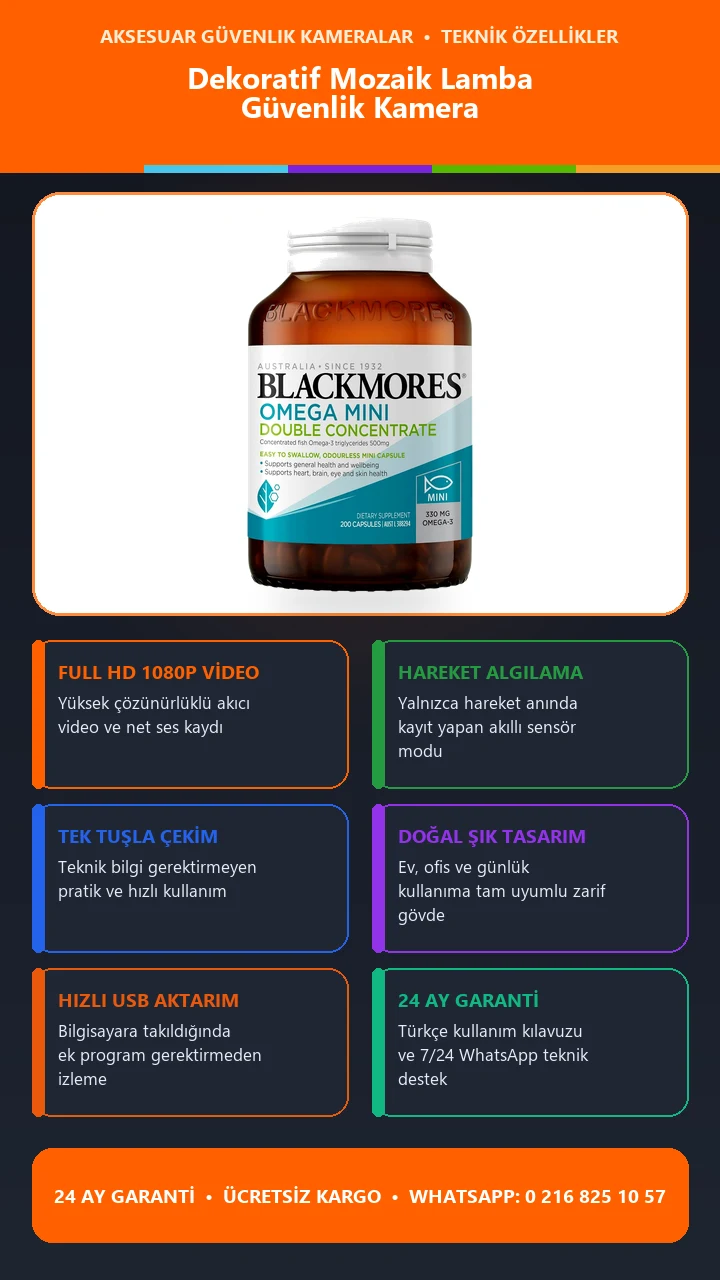 AKSESUAR GÜVENLIK KAMERALAR • TEKNİK ÖZELLİKLER
Dekoratif Mozaik Lamba
Güvenlik Kamera
BLACKMORES
AUSTRALIA • SINCE 1932
BLACKMORES®
OMEGA MINI
DOUBLE CONCENTRATE
Concentrated fish Omega-3 triglycerides 500mg
EASY TO SWALLOW, ODOURLESS MINI CAPSULE
• Supports general health and wellbeing
• Supports heart, brain, eye and skin health
MINI
330 MG
OMEGA-3
DIETARY SUPPLEMENT
200 CAPSULES | AUST L 388294
FULL HD 1080P VİDEO
Yüksek çözünürlüklü akıcı
video ve net ses kaydı
HAREKET ALGILAMA
Yalnızca hareket anında
kayıt yapan akıllı sensör
modu
TEK TUŞLA ÇEKİM
Teknik bilgi gerektirmeyen
pratik ve hızlı kullanım
DOĞAL ŞIK TASARIM
Ev, ofis ve günlük
kullanıma tam uyumlu zarif
gövde
HIZLI USB AKTARIM
Bilgisayara takıldığında
ek program gerektirmeden
izleme
24 AY GARANTİ
Türkçe kullanım kılavuzu
ve 7/24 WhatsApp teknik
destek
24 AY GARANTİ • ÜCRETSİZ KARGO • WHATSAPP: 0 216 825 10 57